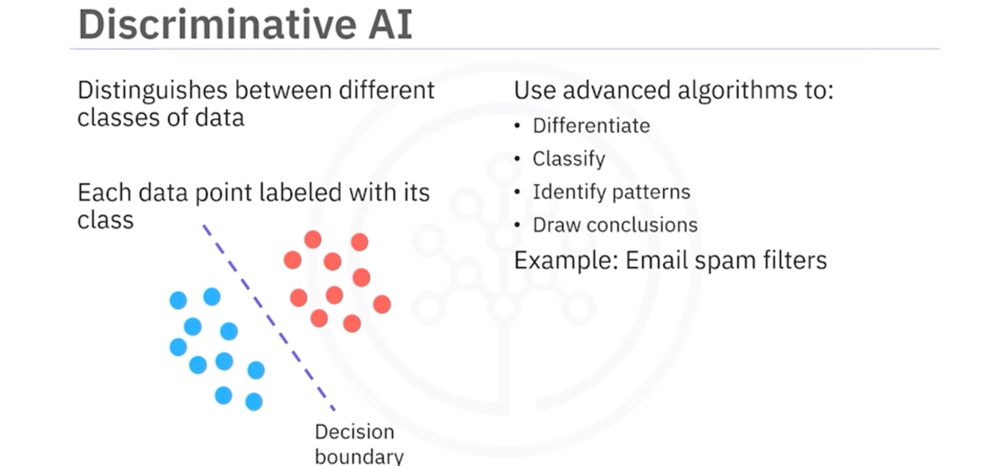 Discriminative AI
Distinguishes between different
classes of data
Each data point labeled with its
class
Decision
boundary
Use advanced algorithms to:
• Differentiate
• Classify
• Identify patterns
• Draw conclusions
Example: Email spam filters